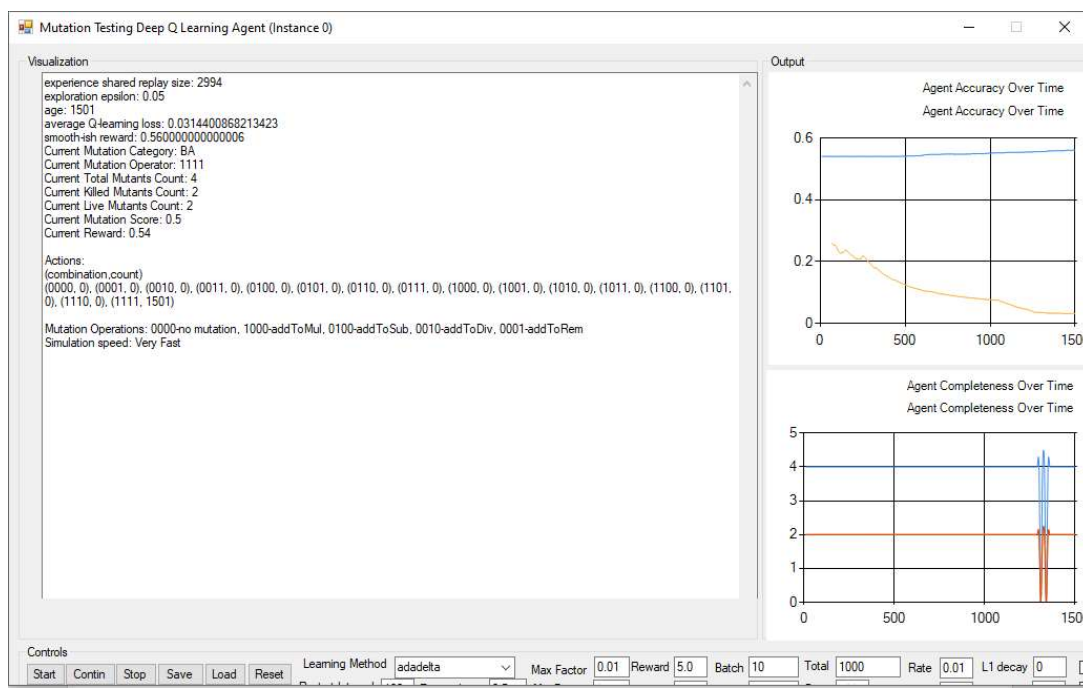 Mutation Testing Deep Q Learning Agent (Instance 0)
Visualization
experience shared replay size: 2994
exploration epsilon: 0.05
age: 1501
average Q-learning loss: 0.0314400868213423
smooth-ish reward: 0.560000000000006
Current Mutation Category: BA
Current Mutation Operator: 1111
Current Total Mutants Count: 4
Current Killed Mutants Count: 2
Current Live Mutants Count: 2
Current Mutation Score: 0.5
Current Reward: 0.54
Actions:
(combination,count)
(0000, 0), (0001, 0), (0010, 0), (0011, 0), (0100, 0), (0101, 0), (0110, 0), (0111, 0), (1000, 0), (1001, 0), (1010, 0), (1011, 0), (1100, 0), (1101,
0), (1110, 0), (1111, 1501)
Mutation Operations: 0000-no mutation, 1000-addToMul, 0100-addToSub, 0010-addToDiv, 0001-addToRem
Simulation speed: Very Fast
Output
Agent Accuracy Over Time
Agent Accuracy Over Time
0.6
0.4
0.2
0
0 500 1000 150
Agent Completeness Over Time
Agent Completeness Over Time
5
4
3
2
1
0
0 500 1000 150
Controls
Start Contin Stop Save Load Reset Learning Method adadelta Max Factor 0.01 Reward 5.0 Batch 10 Total 1000 Rate 0.01 L1 decay 0